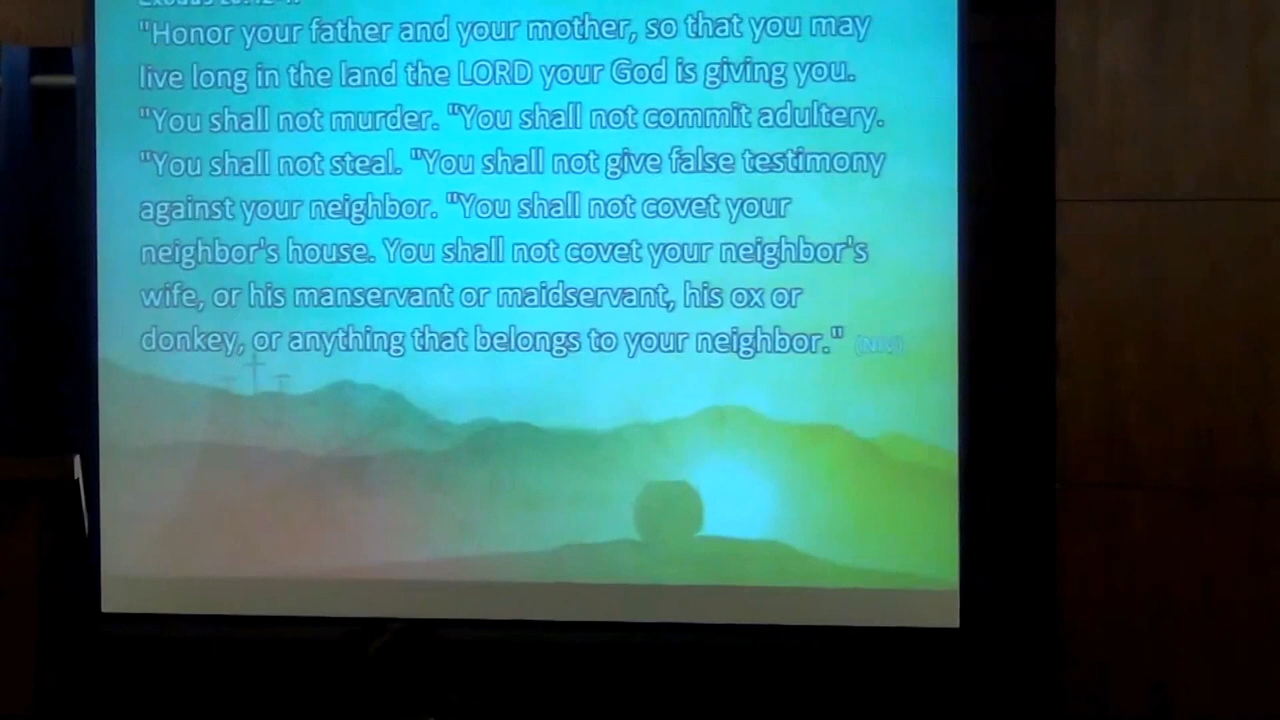 "Honor your father and your mother, so that you may
live long in the land the LORD your God is giving you.
"You shall not murder. "You shall not commit adultery.
"You shall not steal. "You shall not give false testimony
against your neighbor. "You shall not covet your
neighbor's house. You shall not covet your neighbor's
wife, or his manservant or maidservant, his ox or
donkey, or anything that belongs to your neighbor." (NIV)